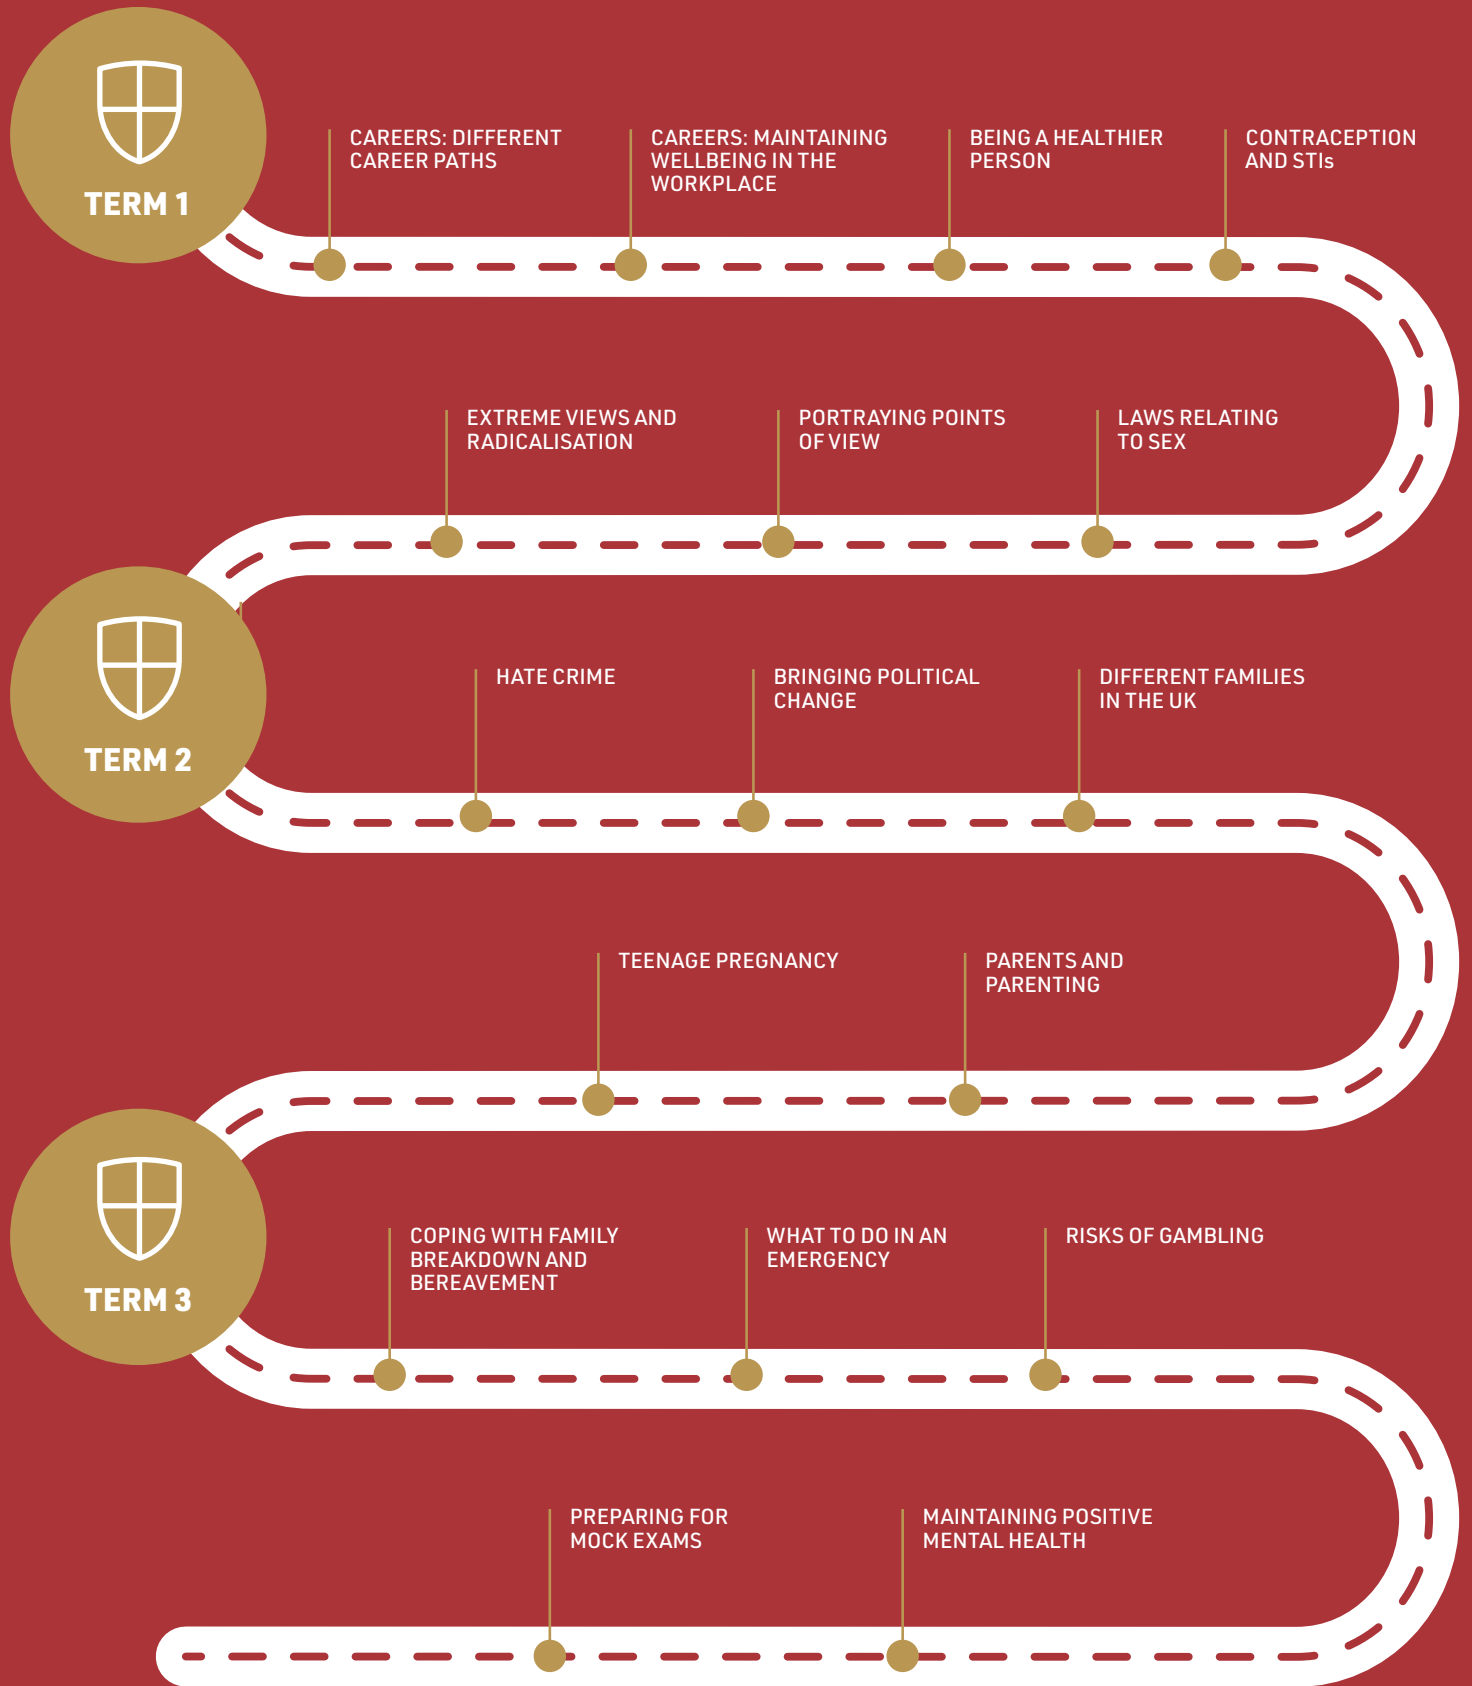 TERM 1
CAREERS: DIFFERENT
CAREER PATHS
CAREERS: MAINTAINING
WELLBEING IN THE
WORKPLACE
BEING A HEALTHIER
PERSON
CONTRACEPTION
AND STIs
EXTREME VIEWS AND
RADICALISATION
PORTRAYING POINTS
OF VIEW
LAWS RELATING
TO SEX
TERM 2
HATE CRIME
BRINGING POLITICAL
CHANGE
DIFFERENT FAMILIES
IN THE UK
TEENAGE PREGNANCY
PARENTS AND
PARENTING
TERM 3
COPING WITH FAMILY
BREAKDOWN AND
BEREAVEMENT
WHAT TO DO IN AN
EMERGENCY
RISKS OF GAMBLING
PREPARING FOR
MOCK EXAMS
MAINTAINING POSITIVE
MENTAL HEALTH